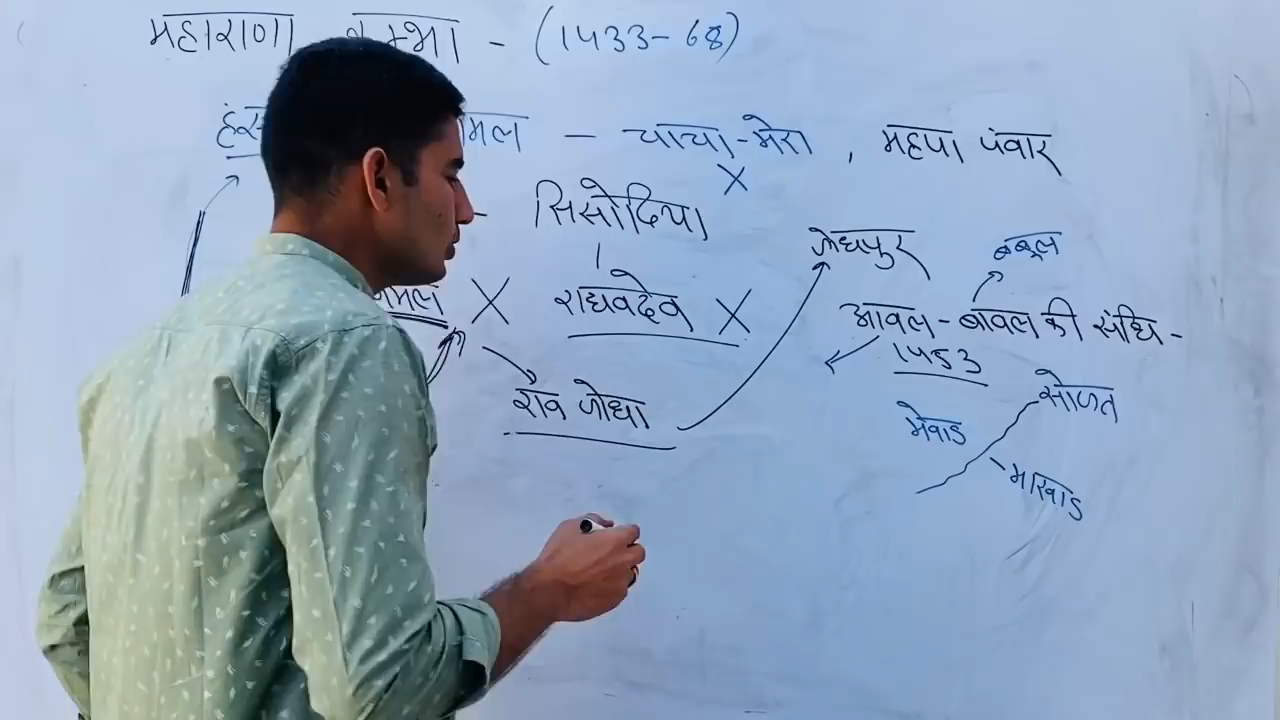 महाराणा कुम्भा - (1433-68)
मल - चाचा-मेरा, महपा पंवार
X
- सिसोदिया
जोधपुर
बबूल
X राघवदेव X
आवल-बावल की संधि -
1453
राव जोधा
सोजत
मेवाड
- मारवाड